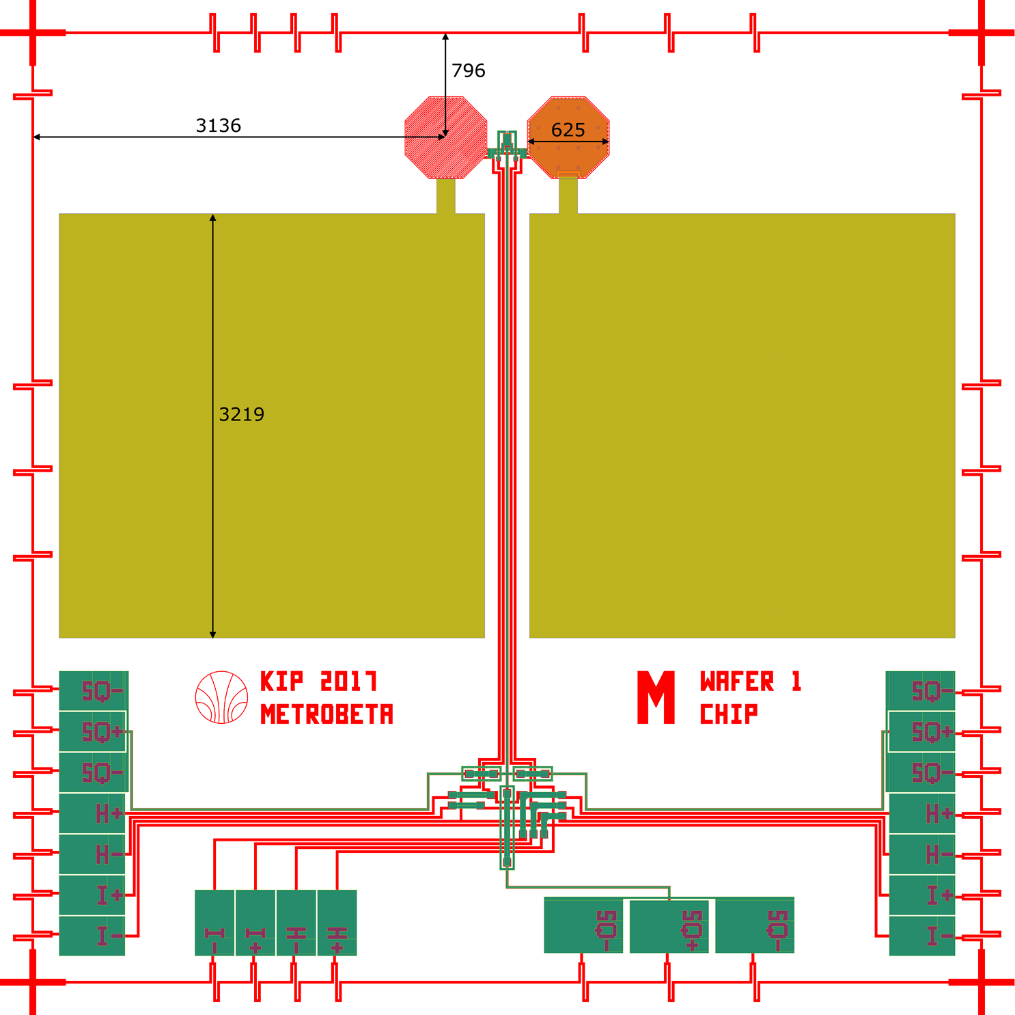 796
3136
625
3219
KIP 2017
METROBETA
M
WAFER 1
CHIP
SQ-
SQ+
SQ-
H+
H-
I+
I-
SQ-
SQ+
SQ-
H+
H-
I+
I-
I-
I+
H-
H+
SQ-
SQ+
SQ-